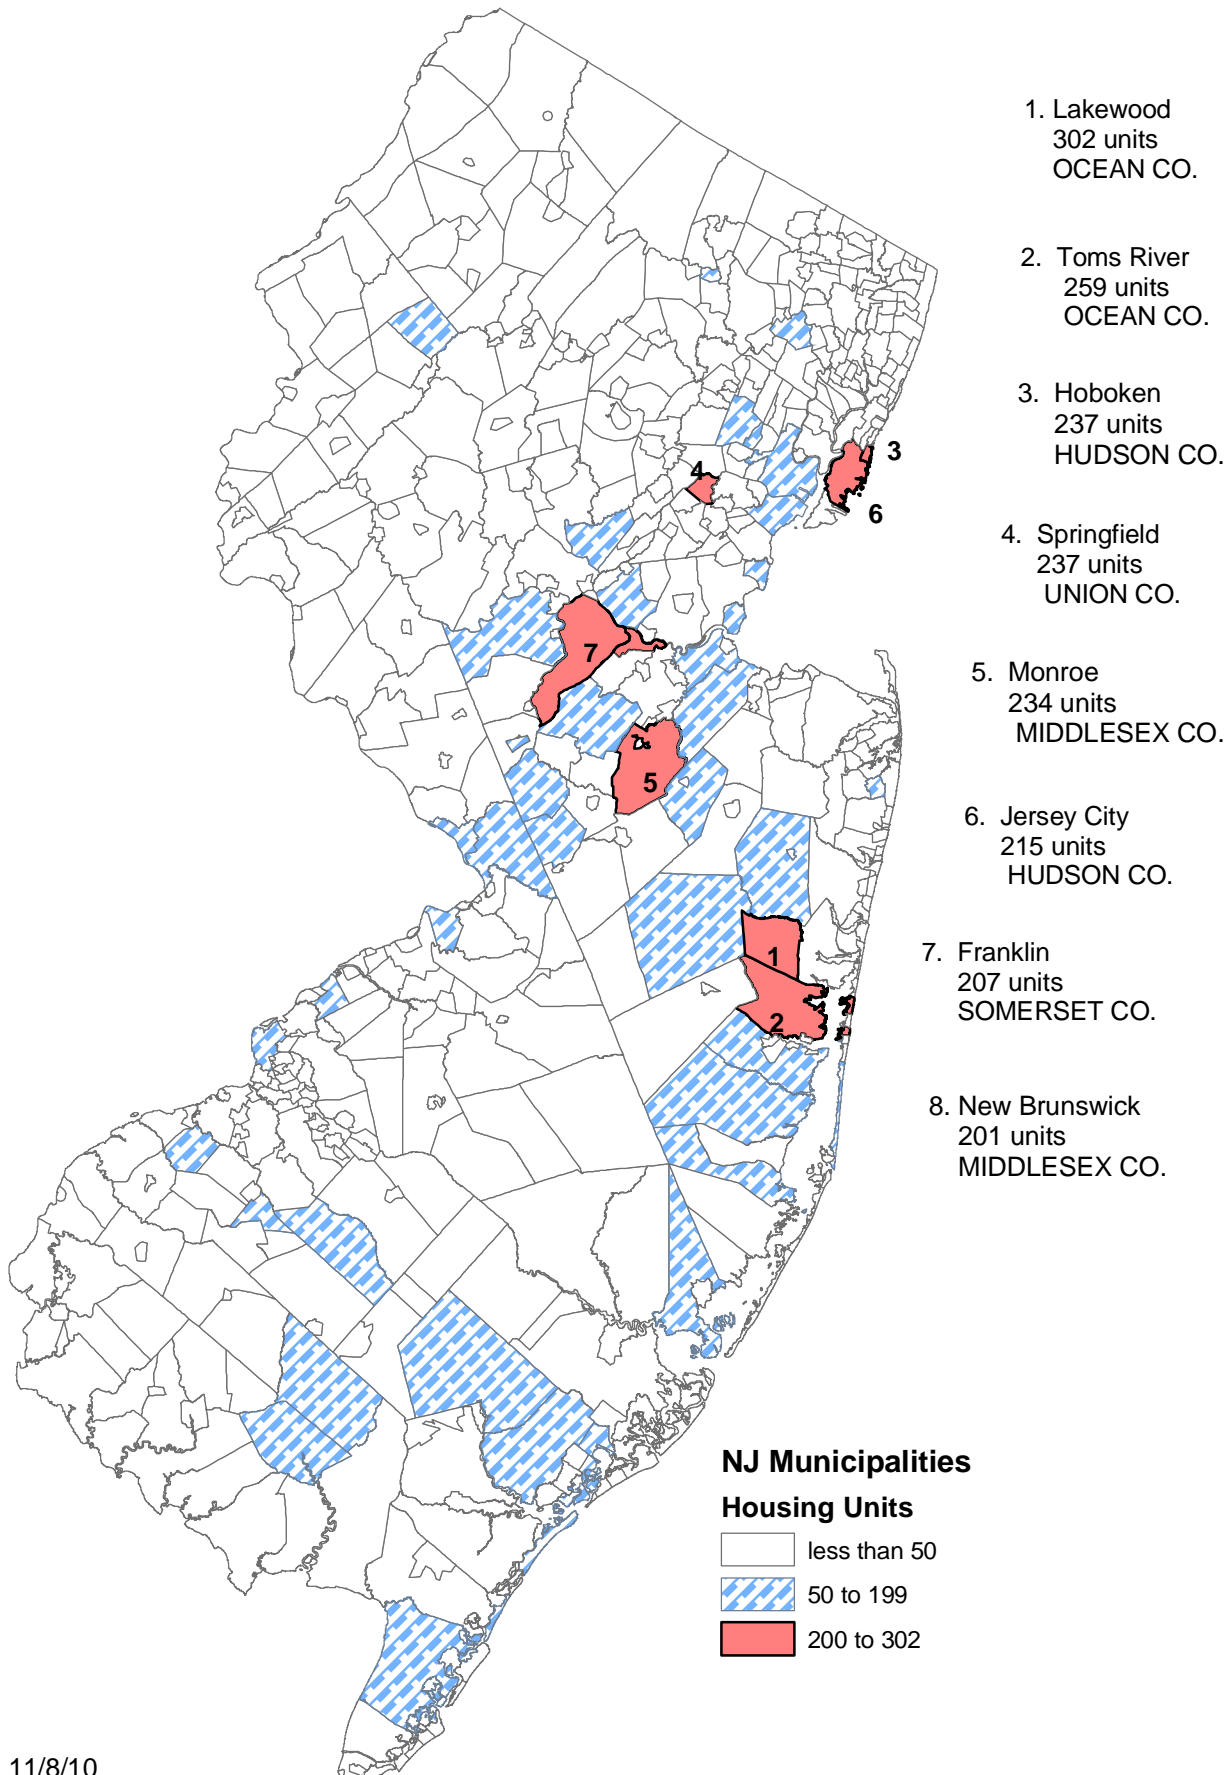 1. Lakewood
302 units
OCEAN CO.
2. Toms River
259 units
OCEAN CO.
3. Hoboken
237 units
HUDSON CO.
4. Springfield
237 units
UNION CO.
5. Monroe
234 units
MIDDLESEX CO.
6. Jersey City
215 units
HUDSON CO.
7. Franklin
207 units
SOMERSET CO.
8. New Brunswick
201 units
MIDDLESEX CO.
3
4
6
7
5
1
2
NJ Municipalities
Housing Units
less than 50
50 to 199
200 to 302
11/8/10